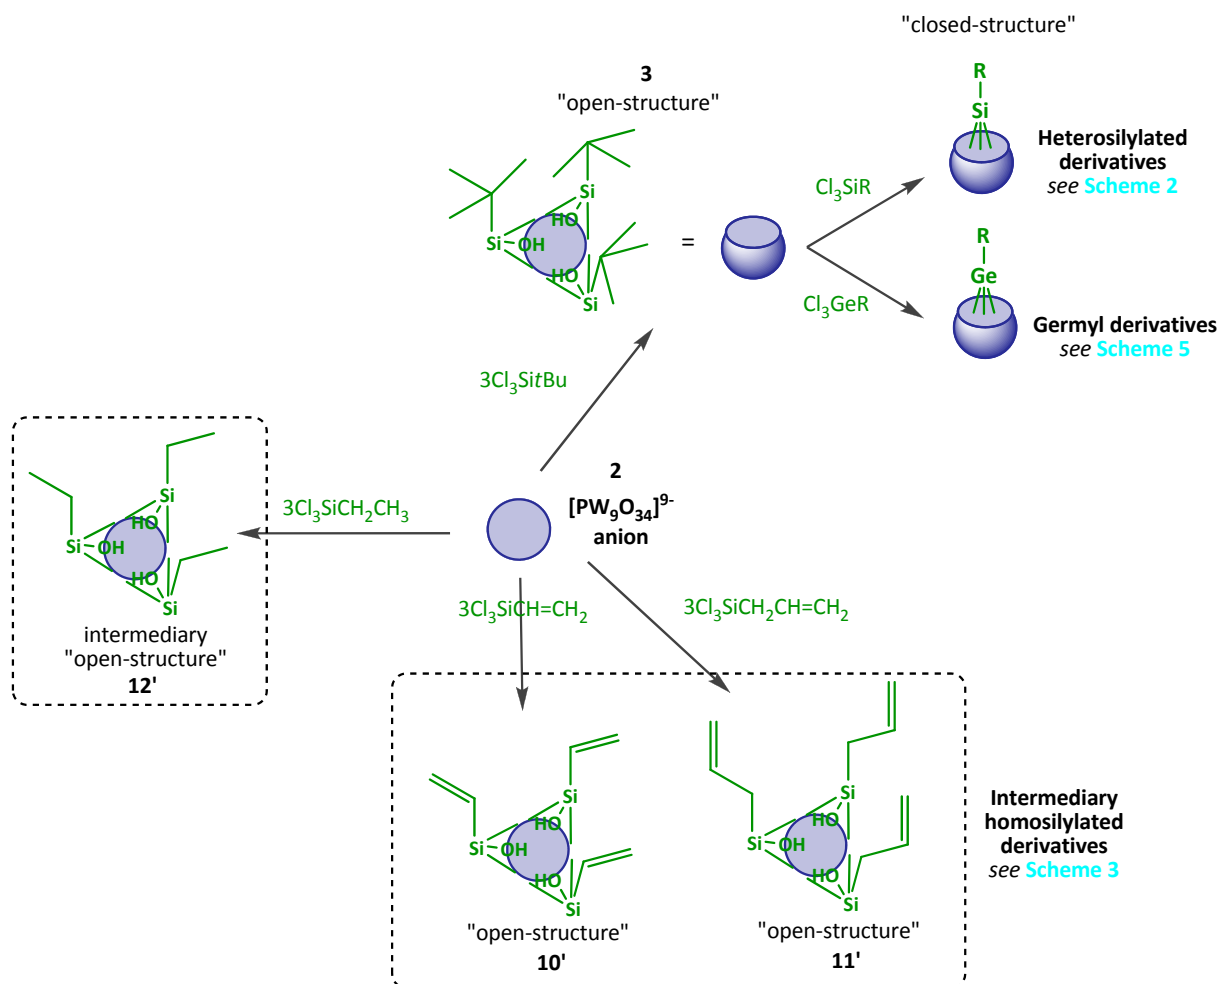 "closed-structure"
3
"open-structure"
R
Si
Heterosilylated
derivatives
see Scheme 2
Cl₃SiR
Si
HO
Si
OH
=
HO
Si
R
Ge
Cl₃GeR
Germyl derivatives
see Scheme 5
3Cl₃SitBu
2
[PW₉O₃₄]⁹⁻
anion
3Cl₃SiCH₂CH₃
Si
HO
Si
OH
HO
Si
intermediary
"open-structure"
12'
3Cl₃SiCH=CH₂
3Cl₃SiCH₂CH=CH₂
Si
HO
Si
OH
HO
Si
"open-structure"
10'
Si
HO
Si
OH
HO
Si
"open-structure"
11'
Intermediary
homosilylated
derivatives
see Scheme 3